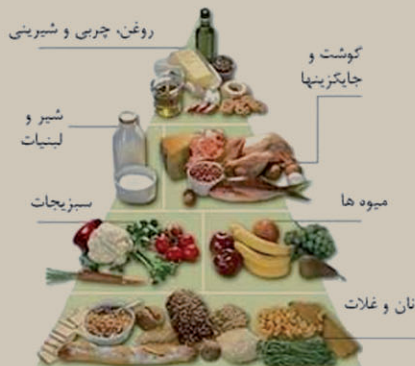 روغن، چربی و شیرینی
گوشت و
جایگزینها
شیر و
لبنیات
سبزیجات
میوه ها
نان و غلات